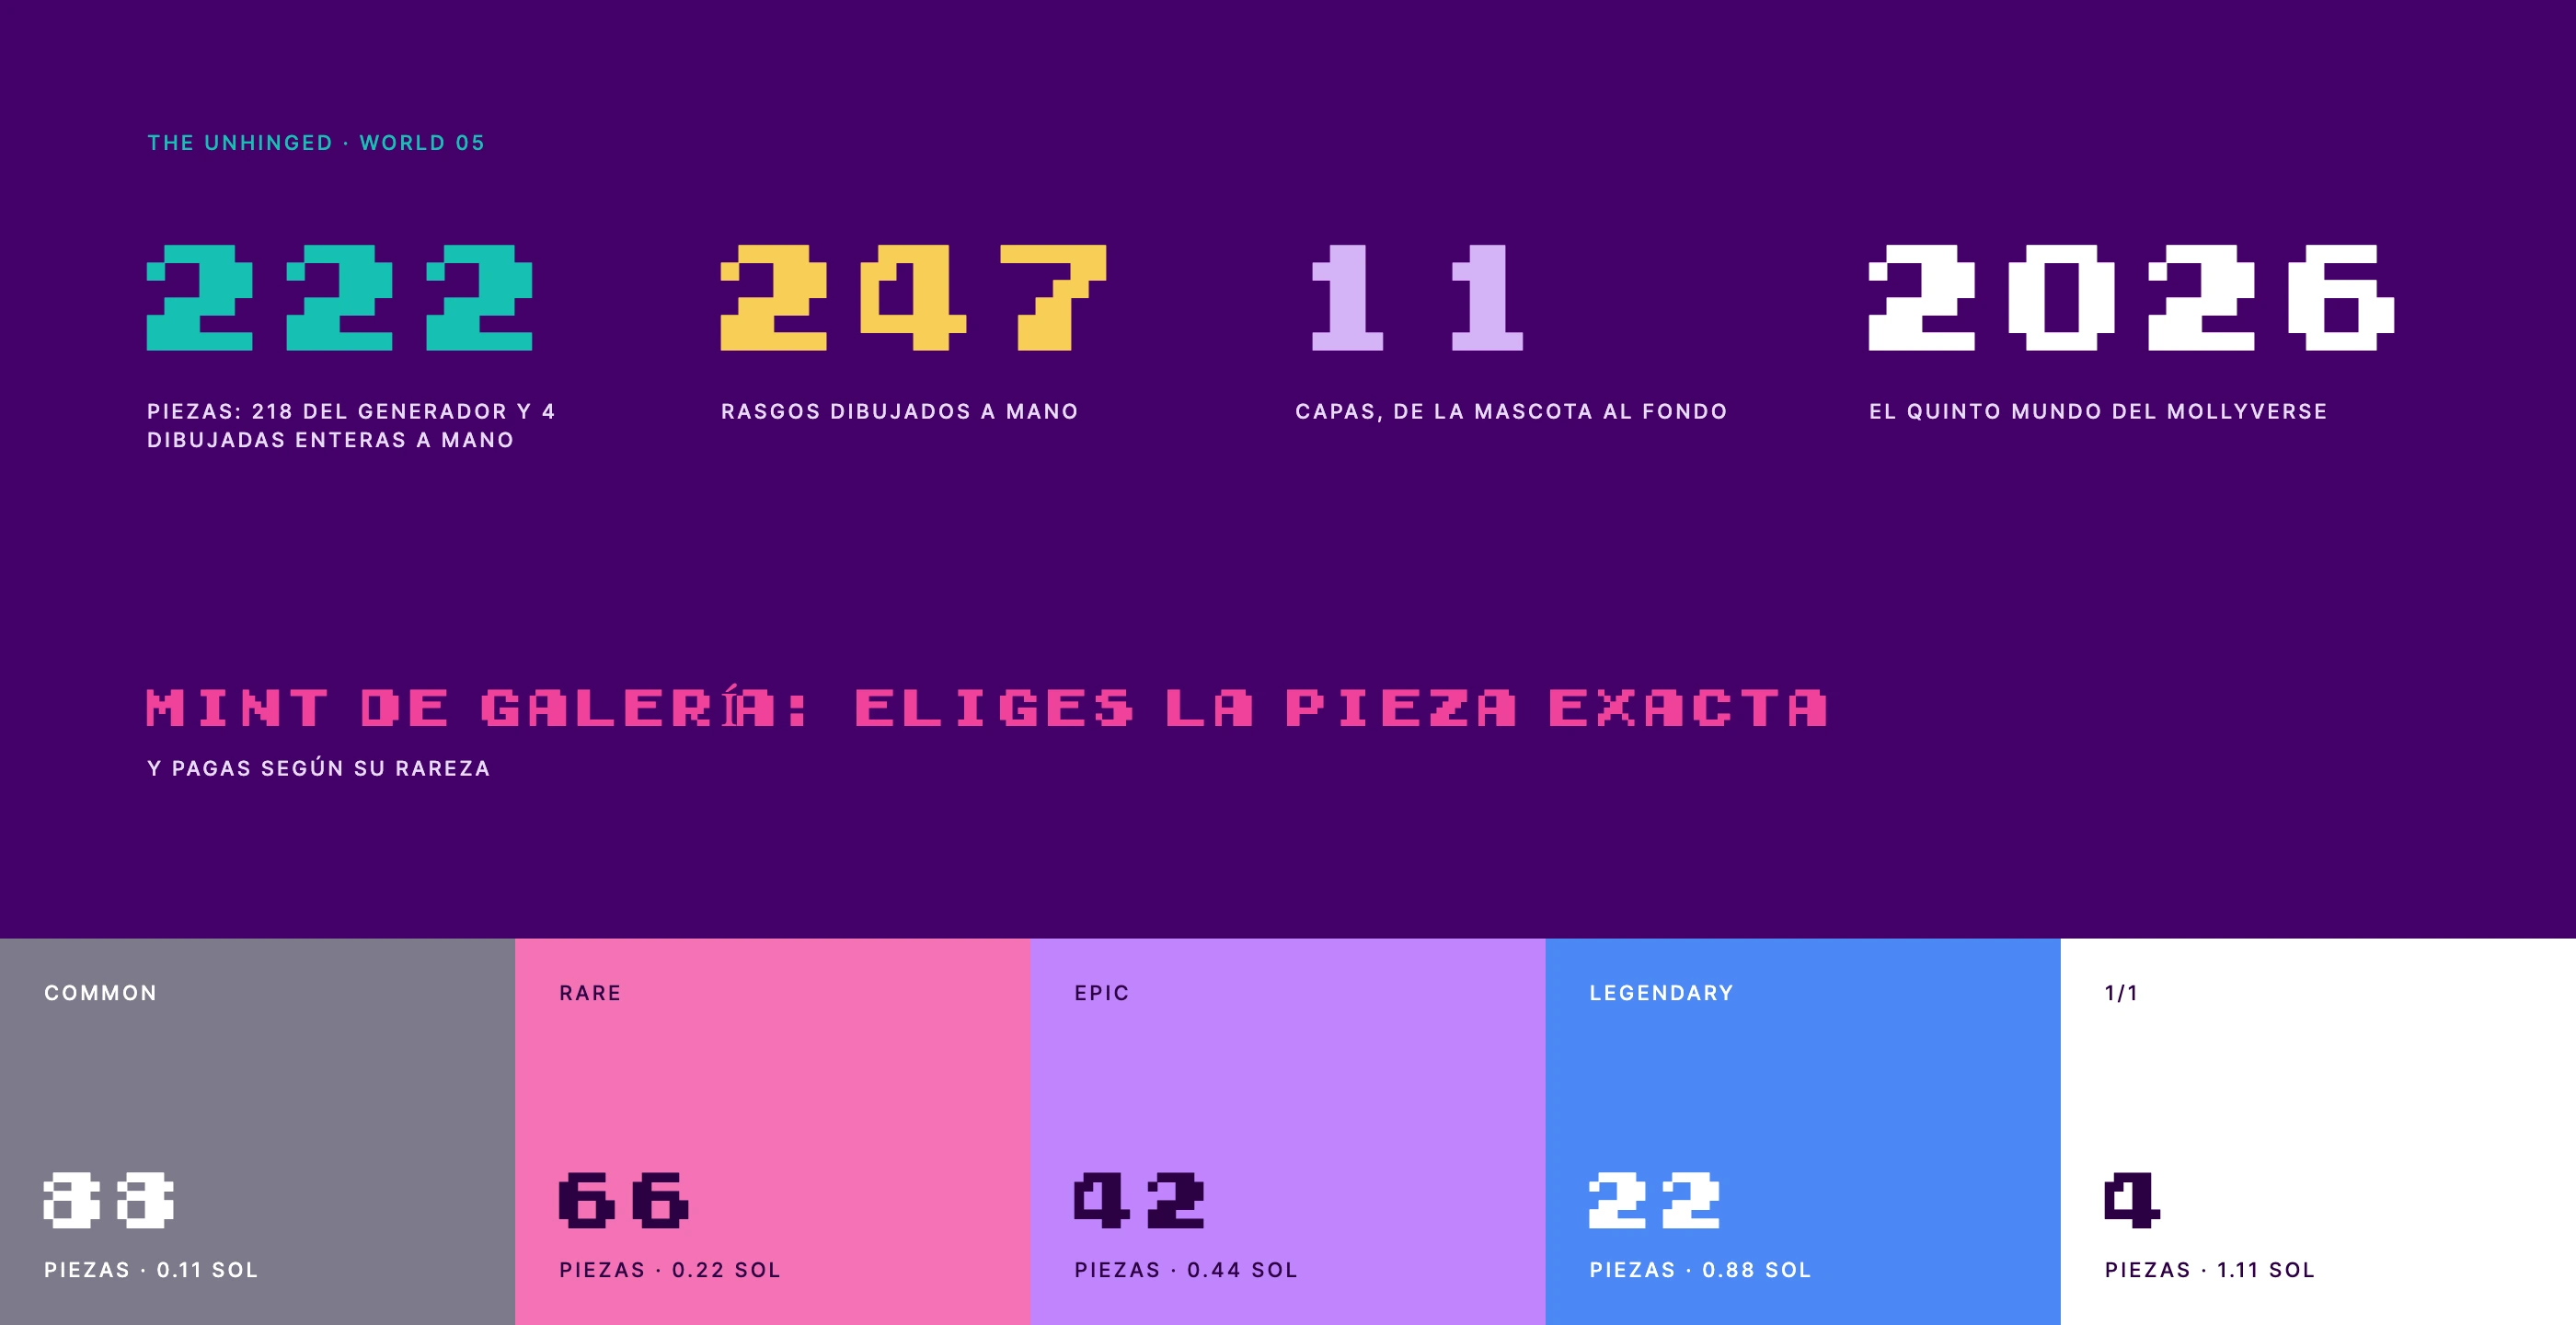 THE UNHINGED · WORLD 05
222
247
11
2026
PIEZAS: 218 DEL GENERADOR Y 4
DIBUJADAS ENTERAS A MANO
RASGOS DIBUJADOS A MANO
CAPAS, DE LA MASCOTA AL FONDO
EL QUINTO MUNDO DEL MOLLYVERSE
MINT DE GALERÍA: ELIGES LA PIEZA EXACTA
Y PAGAS SEGÚN SU RAREZA
COMMON
88
PIEZAS · 0.11 SOL
RARE
66
PIEZAS · 0.22 SOL
EPIC
42
PIEZAS · 0.44 SOL
LEGENDARY
22
PIEZAS · 0.88 SOL
1/1
4
PIEZAS · 1.11 SOL